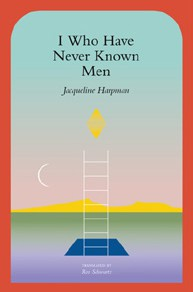 I Who Have
Never Known
Men
Jacqueline Harpman
TRANSLATED BY
Ros Schwartz